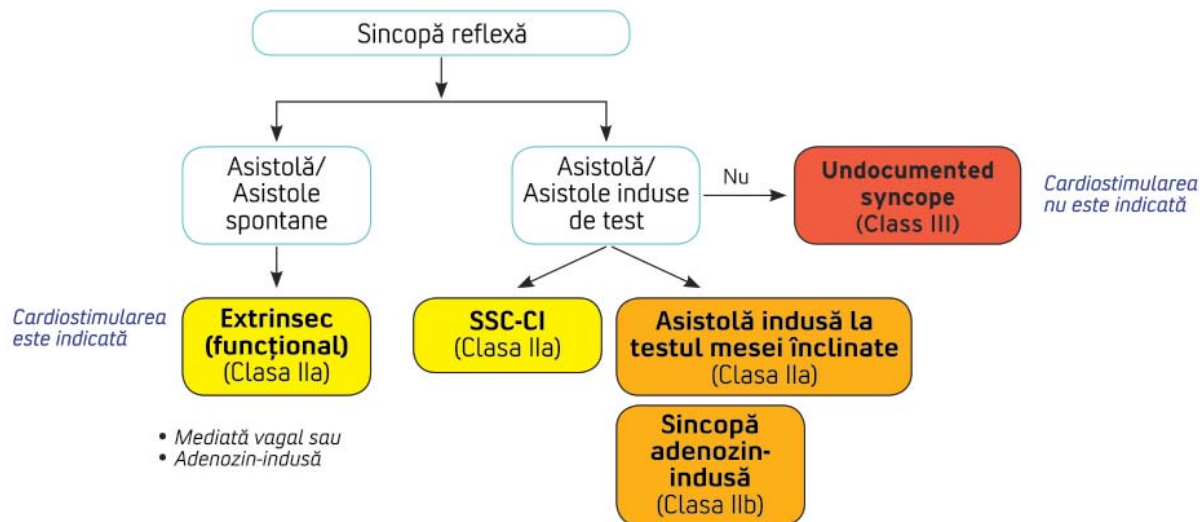 Sincopă reflexă
Asistolă/
Asistole
spontane
Asistolă/
Asistole induse
de test
Nu
Undocumented
syncope
(Class III)
Cardiostimularea
nu este indicată
Cardiostimularea
este indicată
Extrinsec
(funcțional)
(Clasa IIa)
SSC-CI
(Clasa IIa)
Asistolă indusă la
testul mesei înclinate
(Clasa IIa)
• Mediată vagal sau
• Adenozin-indusă
Sincopă
adenozin-
indusă
(Clasa IIb)